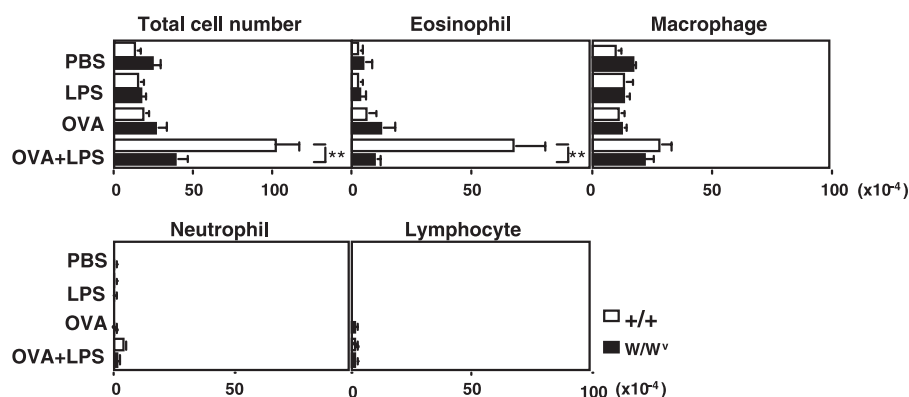 Total cell number Eosinophil Macrophage
PBS
LPS
OVA
OVA+LPS
**
**
0 50 100 0 50 0 50 100 (x10-4)
Neutrophil Lymphocyte
PBS
LPS
OVA
OVA+LPS
+/+
W/Wv
0 50 0 50 100 (x10-4)